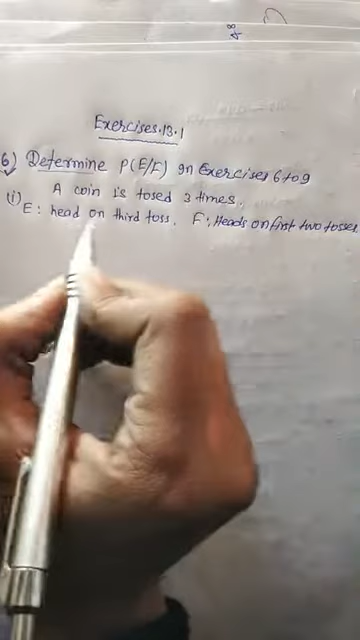 Exercises.13.1
6) Determine P(E/F) in Exercises 6 to 9
A coin is tosed 3 times.
(i) E : head on third toss. F : Heads on first two tosses